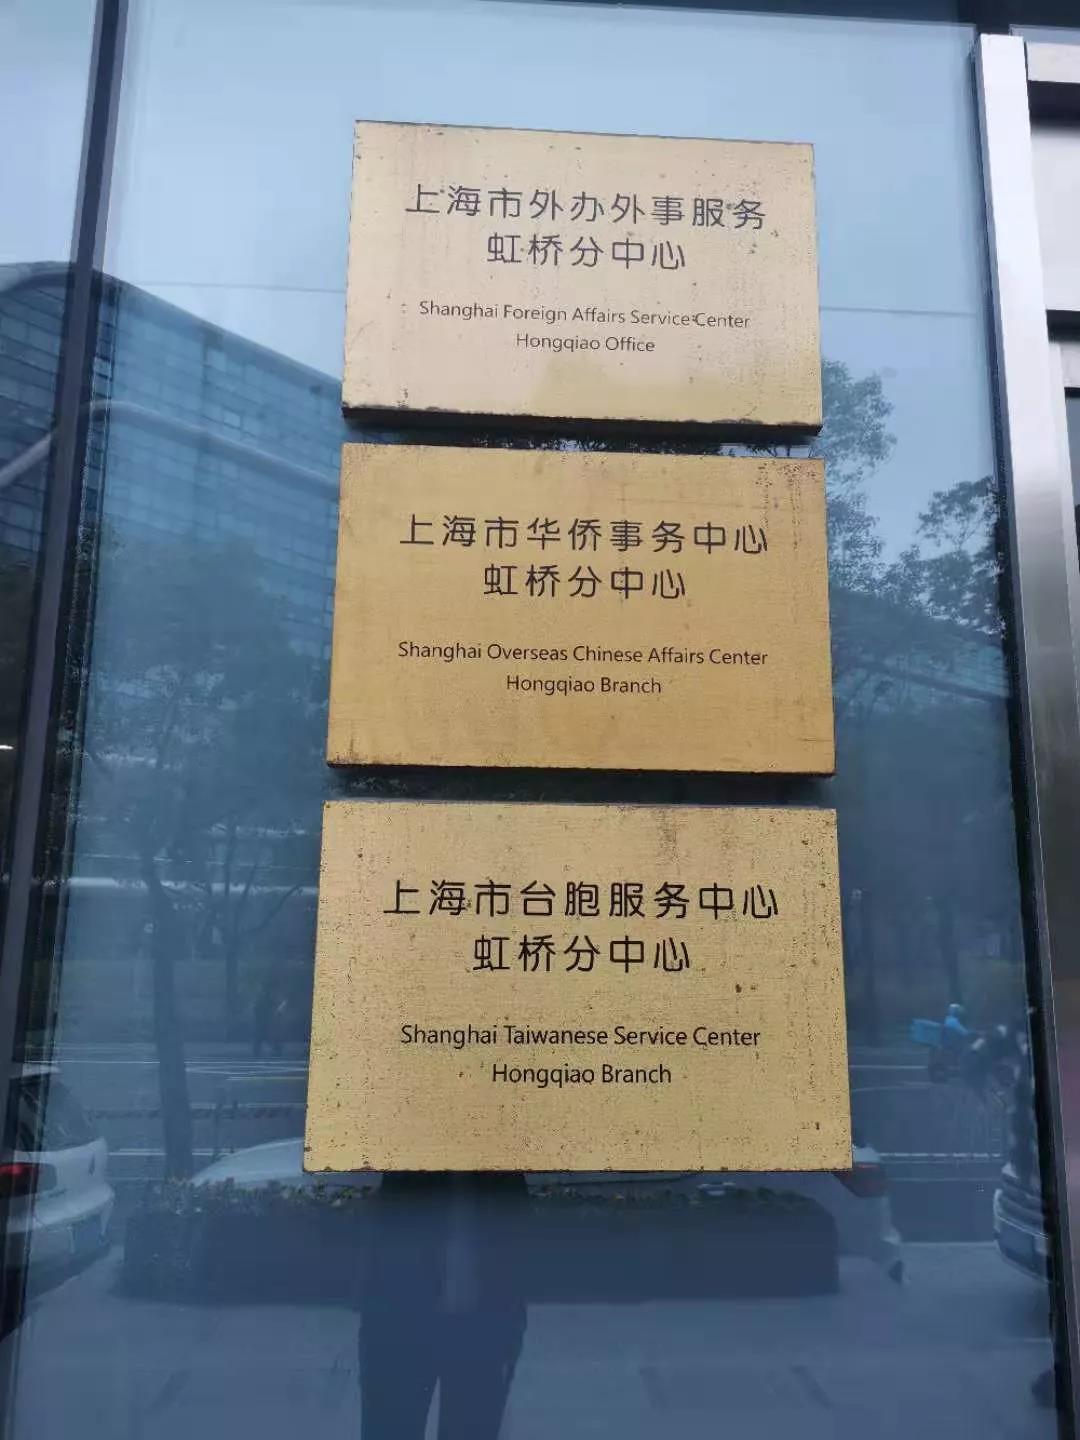 上海市外办外事服务
虹桥分中心
Shanghai Foreign Affairs Service Center
Hongqiao Office
上海市华侨事务中心
虹桥分中心
Shanghai Overseas Chinese Affairs Center
Hongqiao Branch
上海市台胞服务中心
虹桥分中心
Shanghai Taiwanese Service Center
Hongqiao Branch